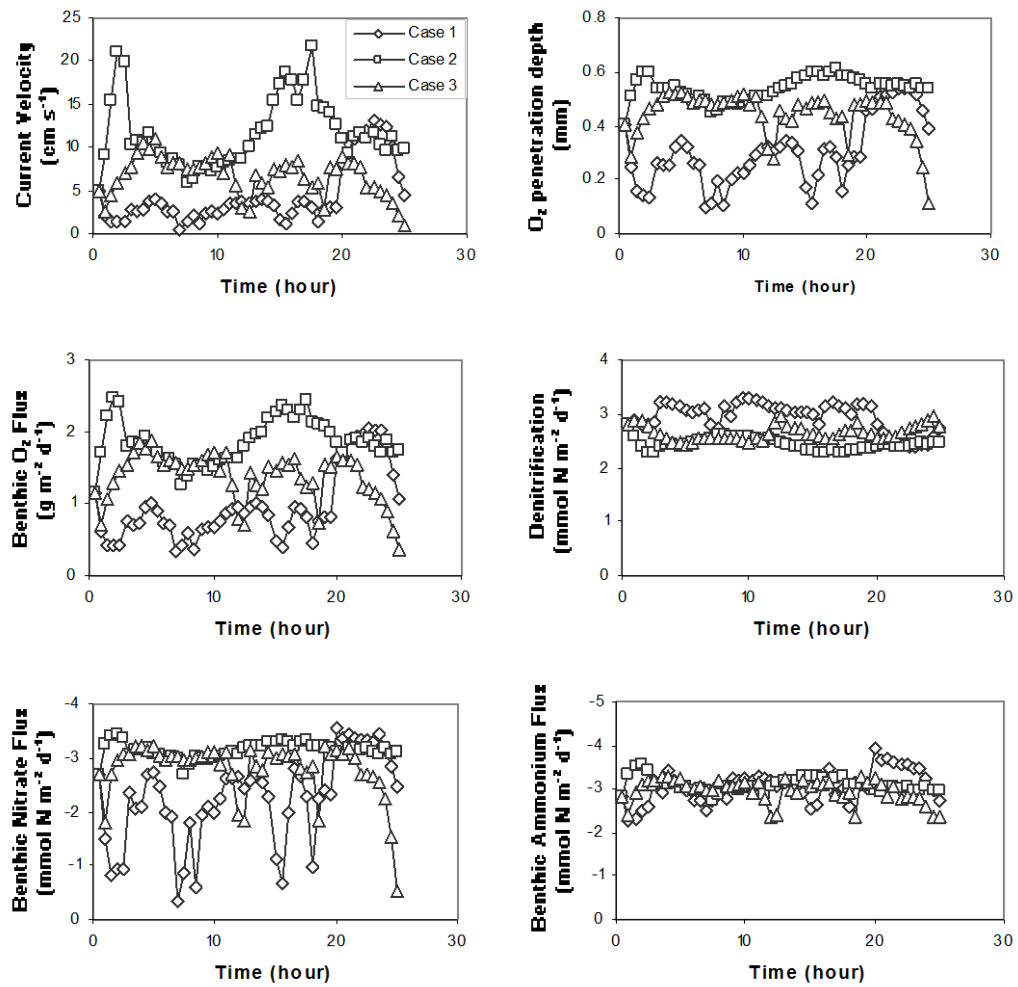 Current Velocity
(cm s⁻¹)
25
20
15
10
5
0
Case 1
Case 2
Case 3
0 10 20 30
Time (hour)
O₂ penetration depth
(mm)
0.8
0.6
0.4
0.2
0
0 10 20 30
Time (hour)
Benthic O₂ Flux
(g m⁻² d⁻¹)
3
2
1
0
0 10 20 30
Time (hour)
Denitrification
(mmol N m⁻² d⁻¹)
4
3
2
1
0
0 10 20 30
Time (hour)
Benthic Nitrate Flux
(mmol N m⁻² d⁻¹)
-4
-3
-2
-1
0
0 10 20 30
Time (hour)
Benthic Ammonium Flux
(mmol N m⁻² d⁻¹)
-5
-4
-3
-2
-1
0
0 10 20 30
Time (hour)